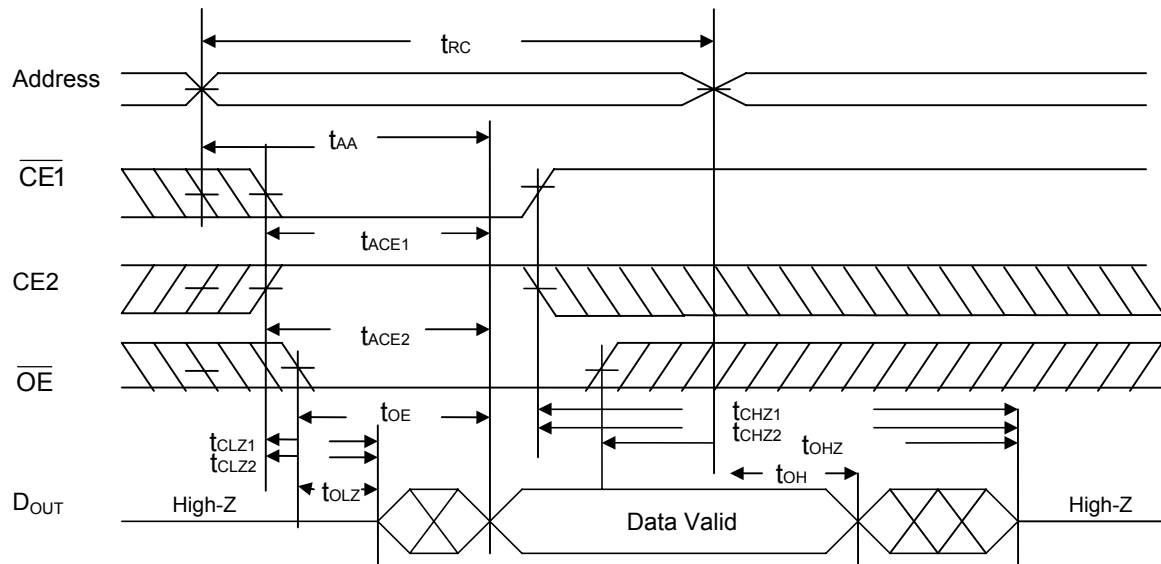 tRC
Address
tAA
CE1
tACE1
CE2
tACE2
OE
tOE
tCHZ1
tCLZ1
tCHZ2
tCLZ2
tOHZ
tOLZ
tOH
DOUT
High-Z
Data Valid
High-Z